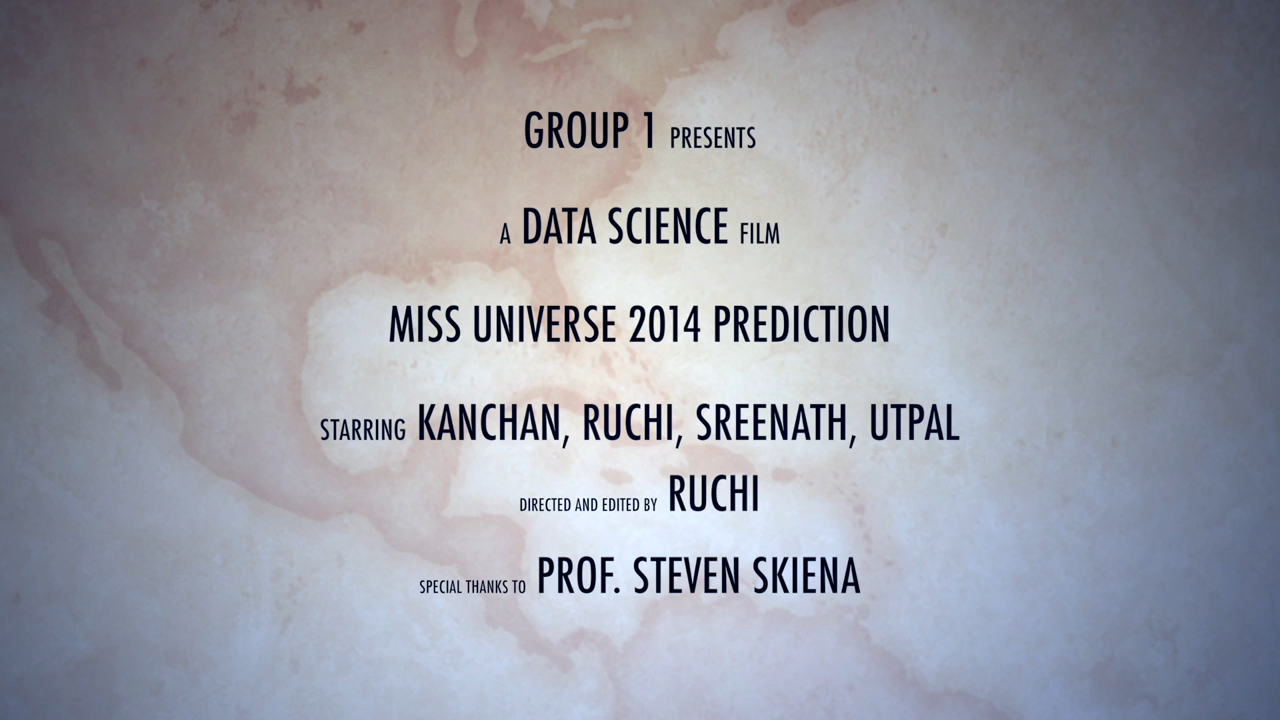 GROUP 1 PRESENTS
A DATA SCIENCE FILM
MISS UNIVERSE 2014 PREDICTION
STARRING KANCHAN, RUCHI, SREENATH, UTPAL
DIRECTED AND EDITED BY RUCHI
SPECIAL THANKS TO PROF. STEVEN SKIENA